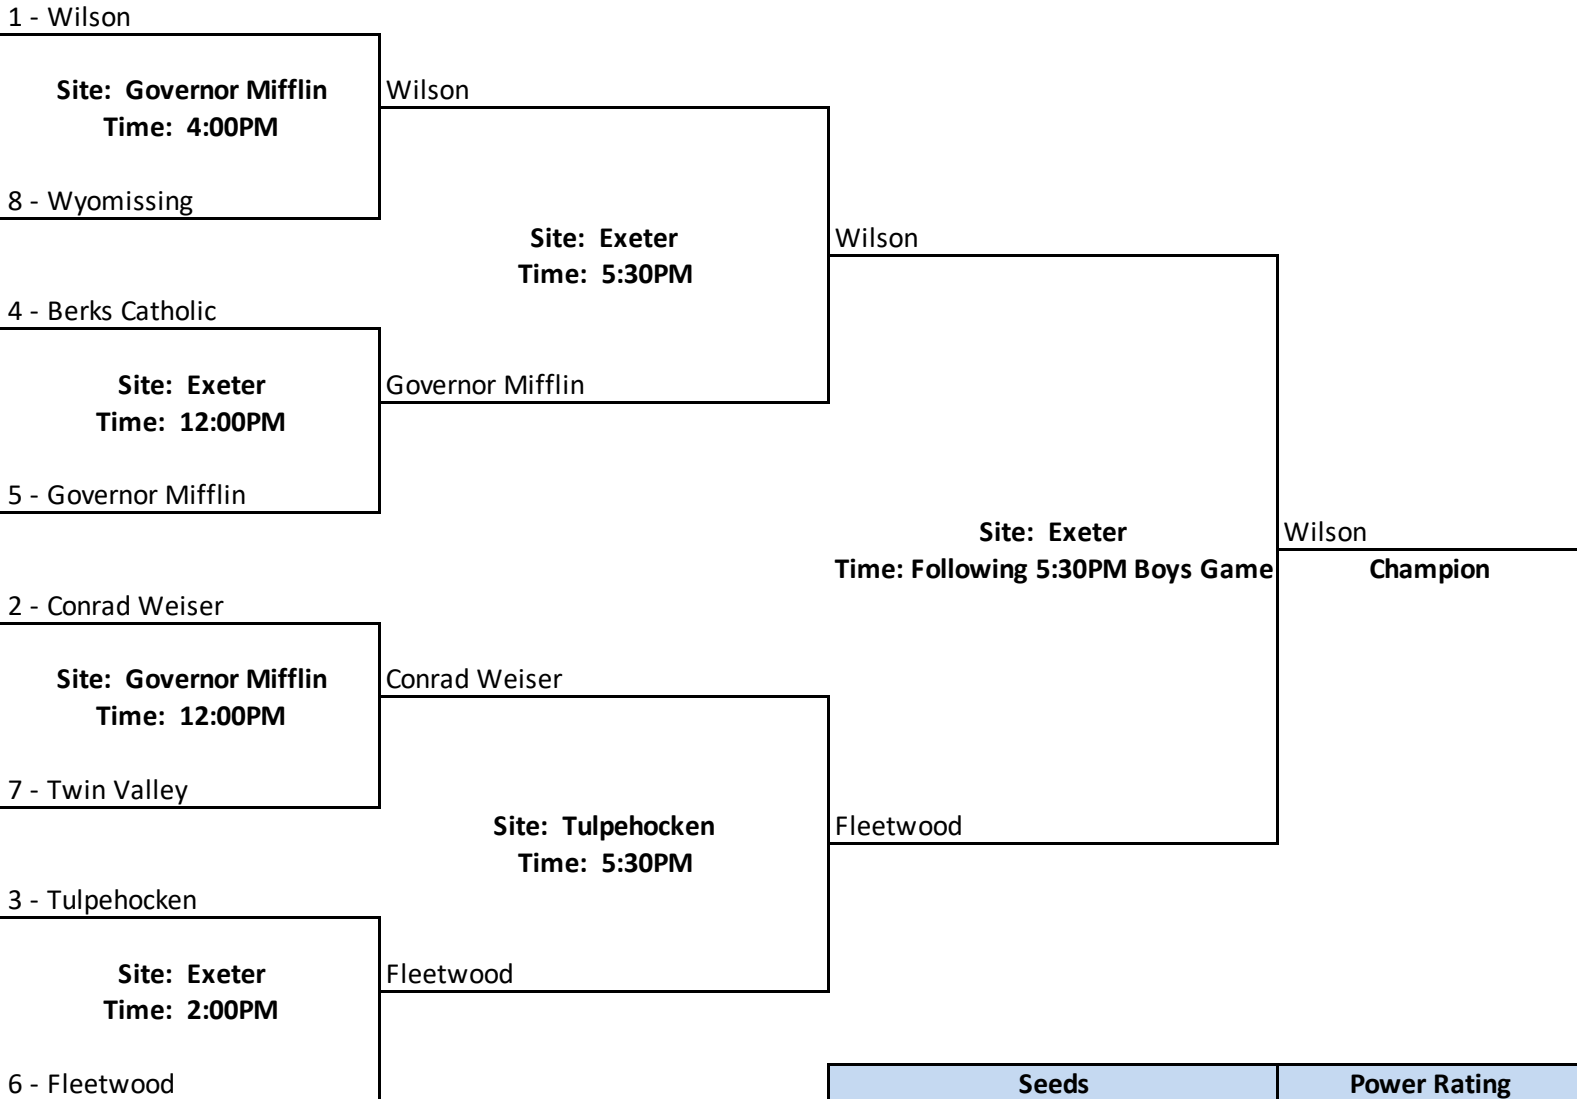 1 - Wilson
Site: Governor Mifflin
Time: 4:00PM
Wilson
8 - Wyomissing
Site: Exeter
Time: 5:30PM
Wilson
4 - Berks Catholic
Site: Exeter
Time: 12:00PM
Governor Mifflin
5 - Governor Mifflin
Site: Exeter
Time: Following 5:30PM Boys Game
Wilson
Champion
2 - Conrad Weiser
Site: Governor Mifflin
Time: 12:00PM
Conrad Weiser
7 - Twin Valley
Site: Tulpehocken
Time: 5:30PM
Fleetwood
3 - Tulpehocken
Site: Exeter
Time: 2:00PM
Fleetwood
6 - Fleetwood
Seeds
Power Rating